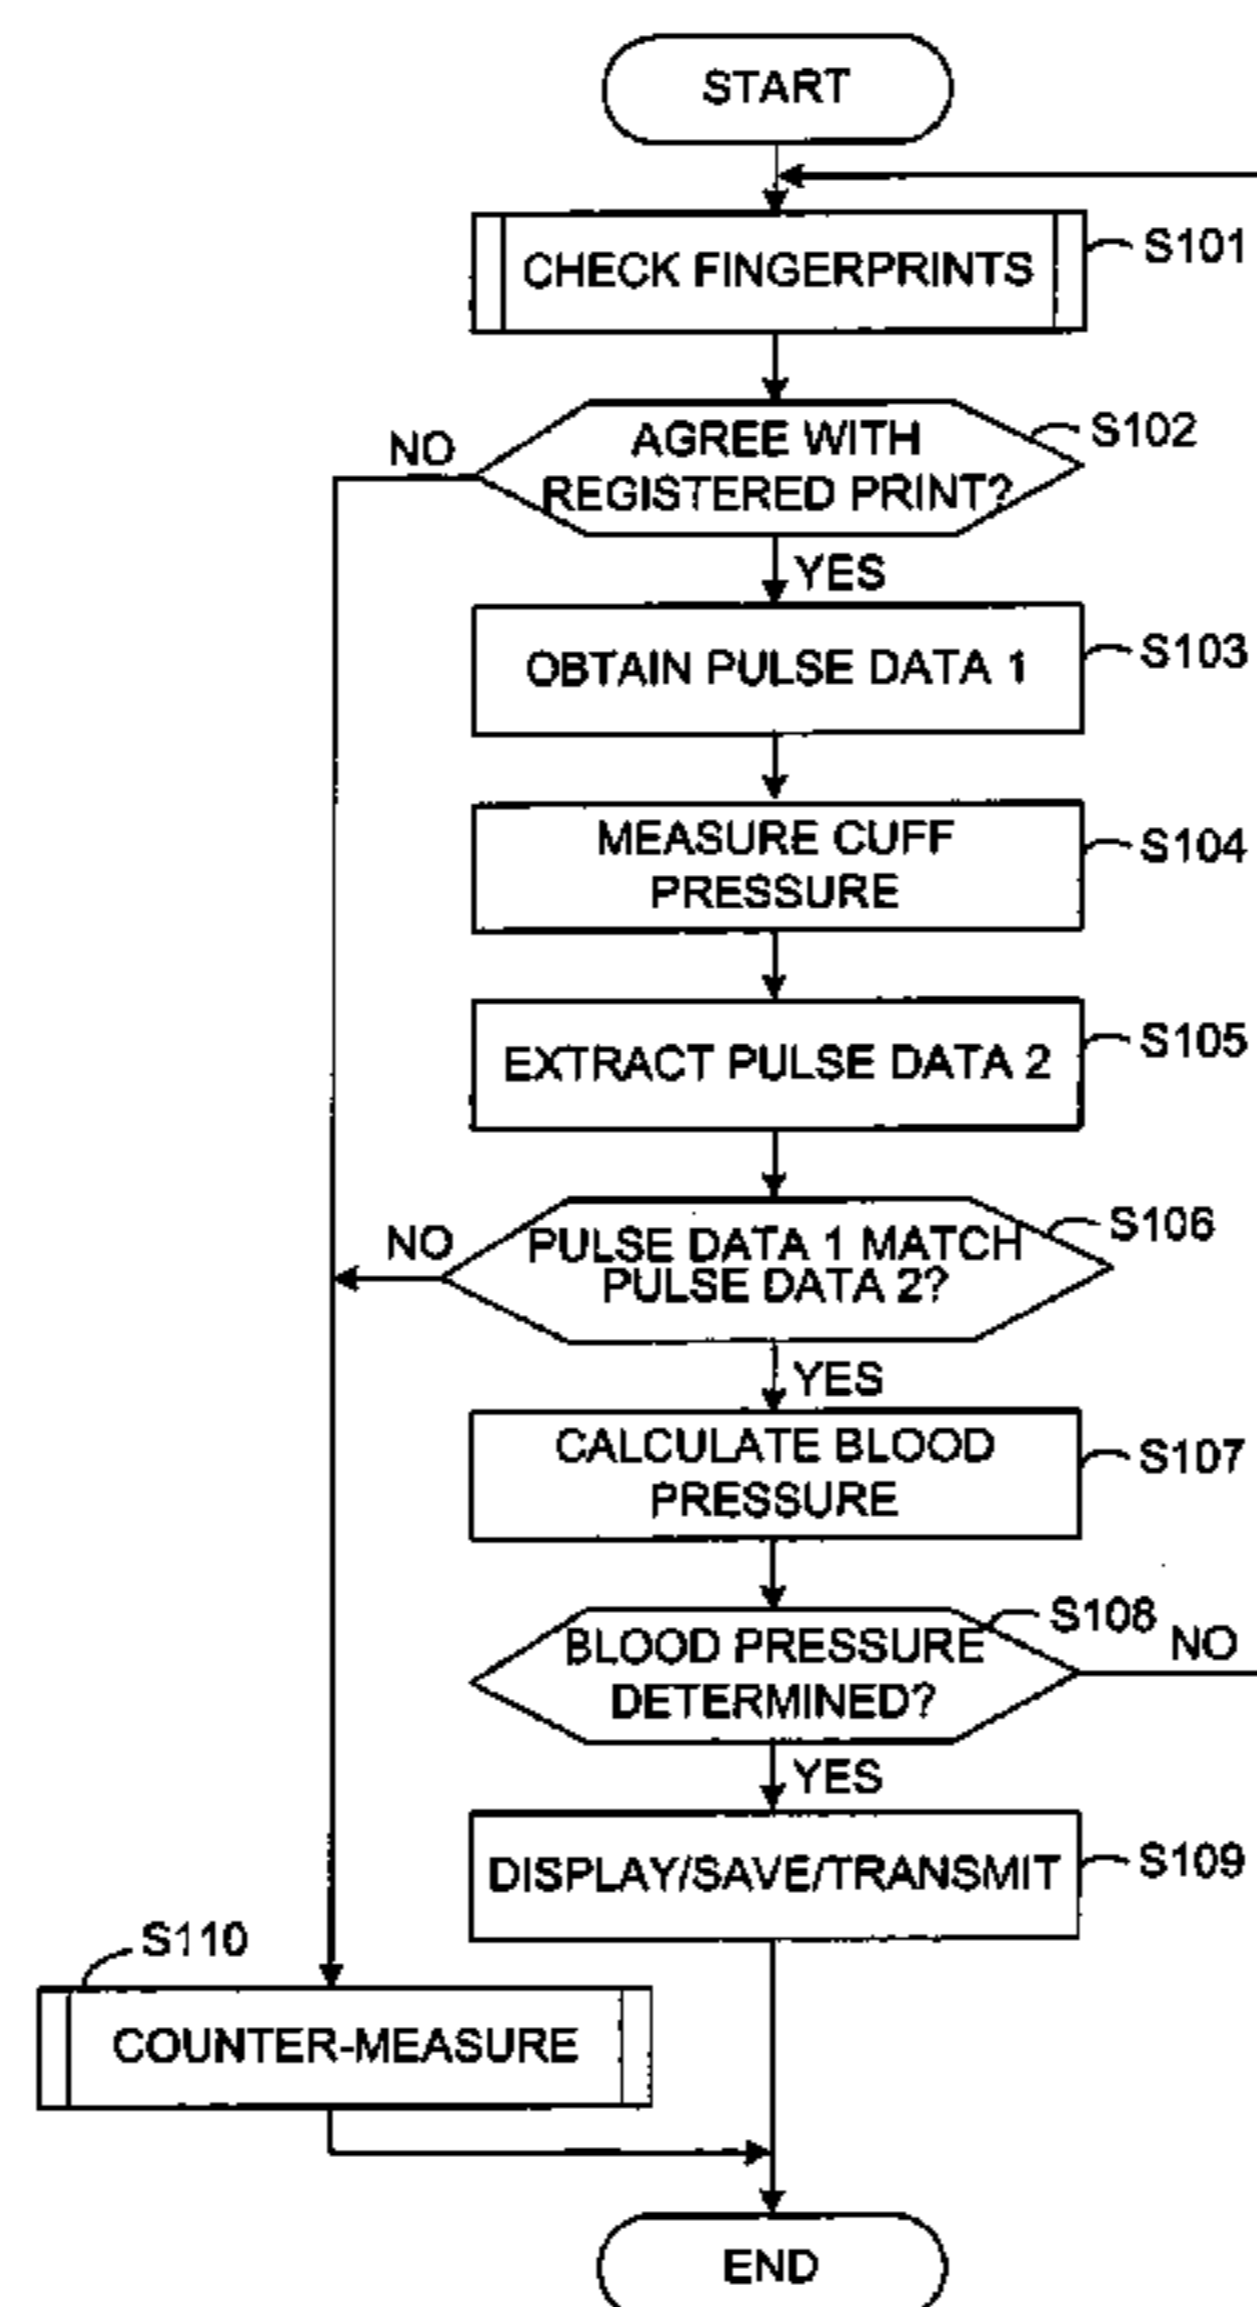 START
CHECK FINGERPRINTS
S101
AGREE WITH
REGISTERED PRINT?
S102
NO
YES
OBTAIN PULSE DATA 1
S103
MEASURE CUFF
PRESSURE
S104
EXTRACT PULSE DATA 2
S105
PULSE DATA 1 MATCH
PULSE DATA 2?
S106
NO
YES
CALCULATE BLOOD
PRESSURE
S107
BLOOD PRESSURE
DETERMINED?
S108
NO
YES
DISPLAY/SAVE/TRANSMIT
S109
S110
COUNTER-MEASURE
END